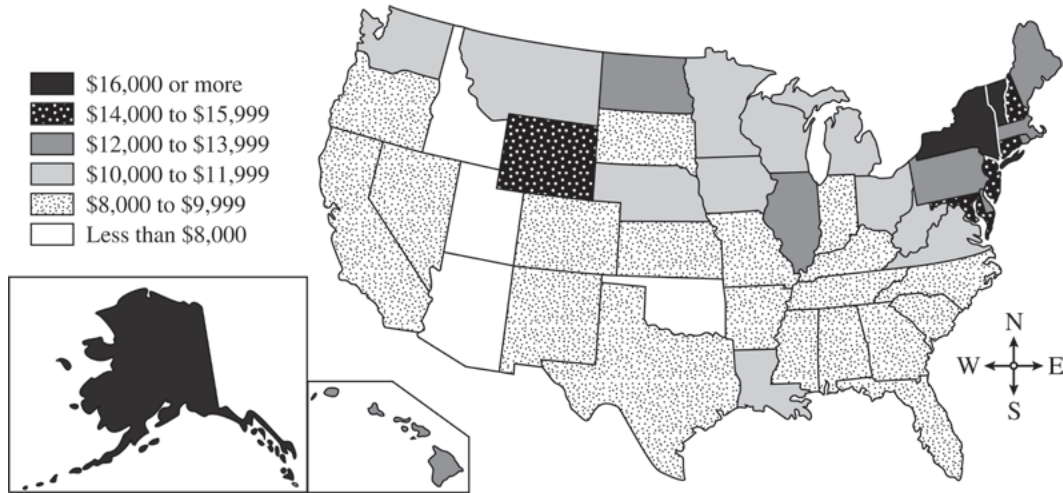 $16,000 or more
$14,000 to $15,999
$12,000 to $13,999
$10,000 to $11,999
$8,000 to $9,999
Less than $8,000
N
W E
S